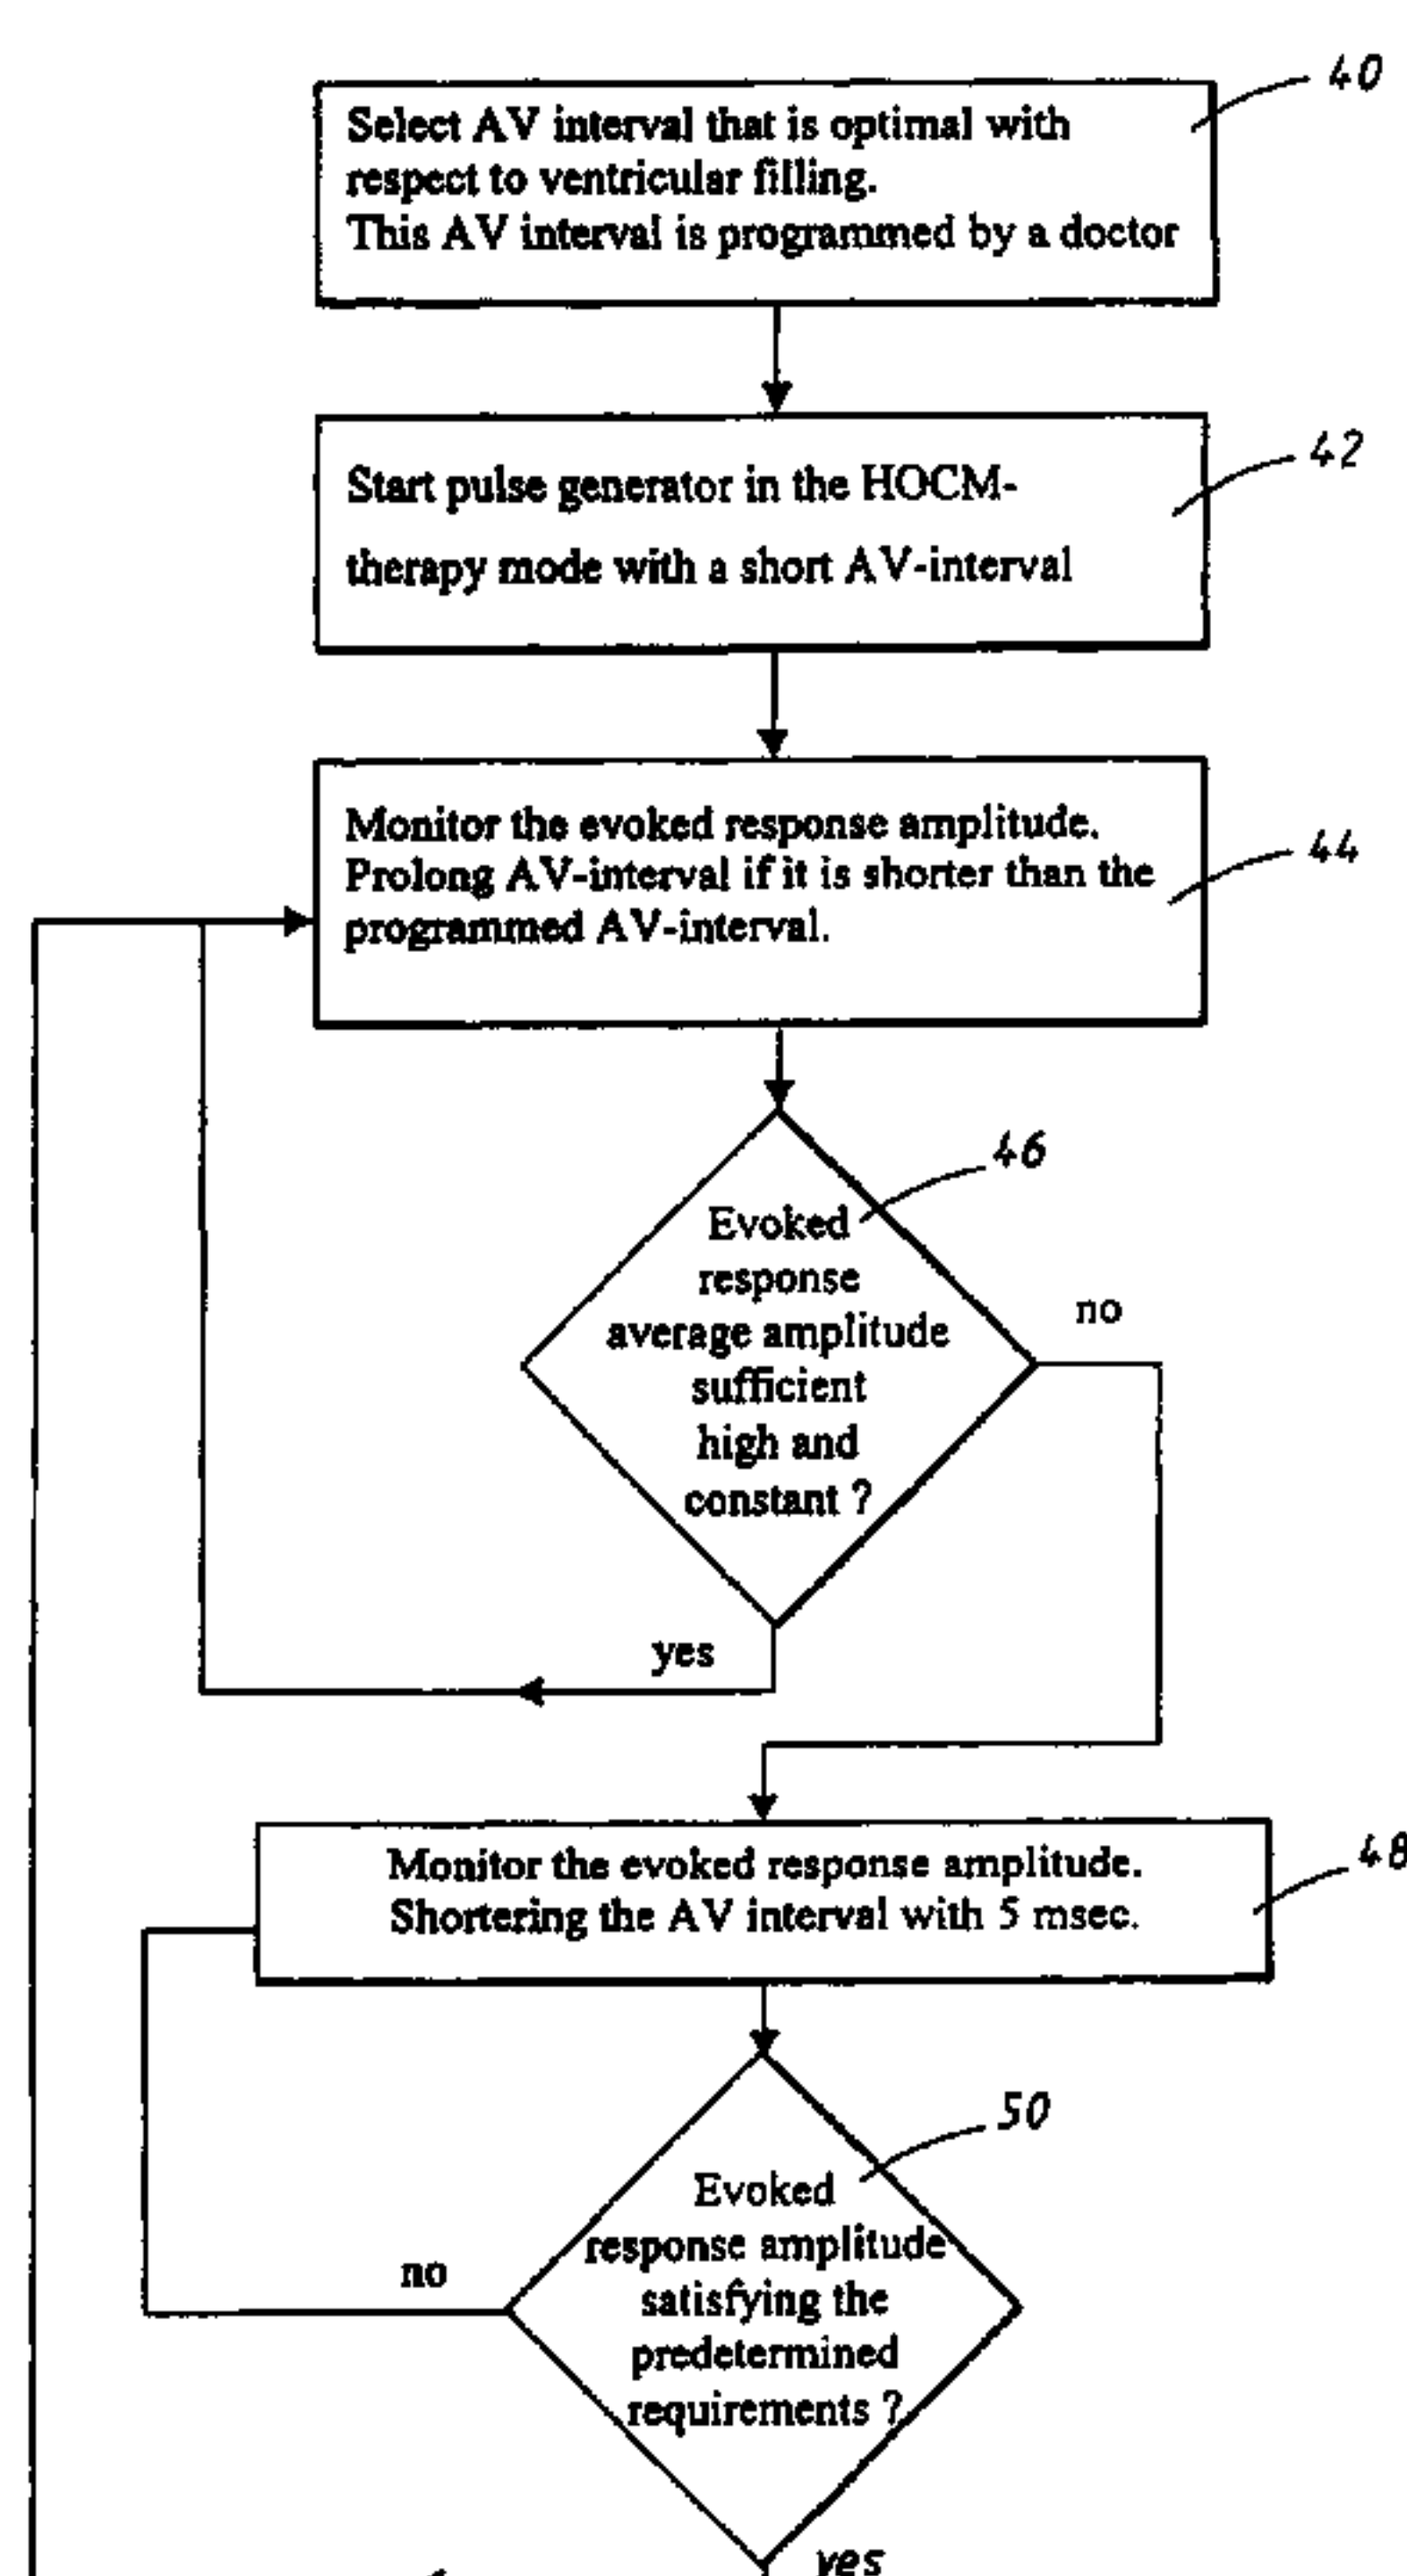 40
Select AV interval that is optimal with
respect to ventricular filling.
This AV interval is programmed by a doctor
42
Start pulse generator in the HOCM-
therapy mode with a short AV-interval
44
Monitor the evoked response amplitude.
Prolong AV-interval if it is shorter than the
programmed AV-interval.
46
Evoked
response
average amplitude
sufficient
high and
constant ?
no
yes
48
Monitor the evoked response amplitude.
Shortering the AV interval with 5 msec.
50
Evoked
response amplitude
satisfying the
predetermined
requirements ?
no
yes